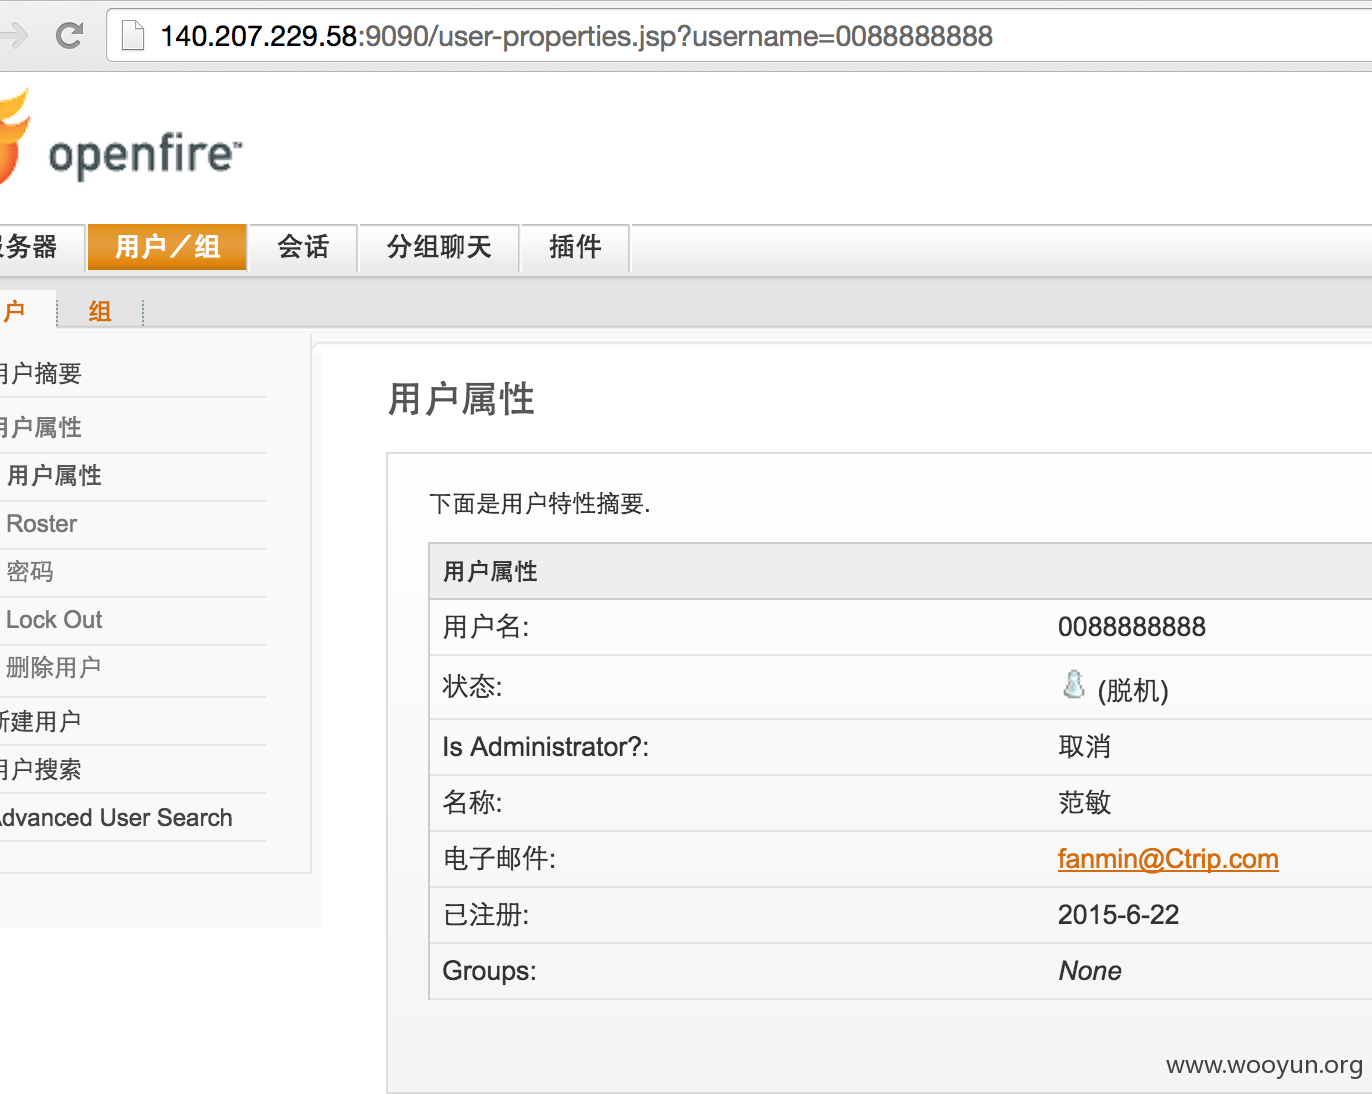 140.207.229.58:9090/user-properties.jsp?username=0088888888
openfire™
务器 用户／组 会话 分组聊天 插件
户 组
用户摘要
用户属性
用户属性
Roster
密码
Lock Out
删除用户
新建用户
用户搜索
Advanced User Search
用户属性
下面是用户特性摘要.
用户属性
用户名: 0088888888
状态: (脱机)
Is Administrator?: 取消
名称: 范敏
电子邮件: fanmin@Ctrip.com
已注册: 2015-6-22
Groups: None
www.wooyun.org